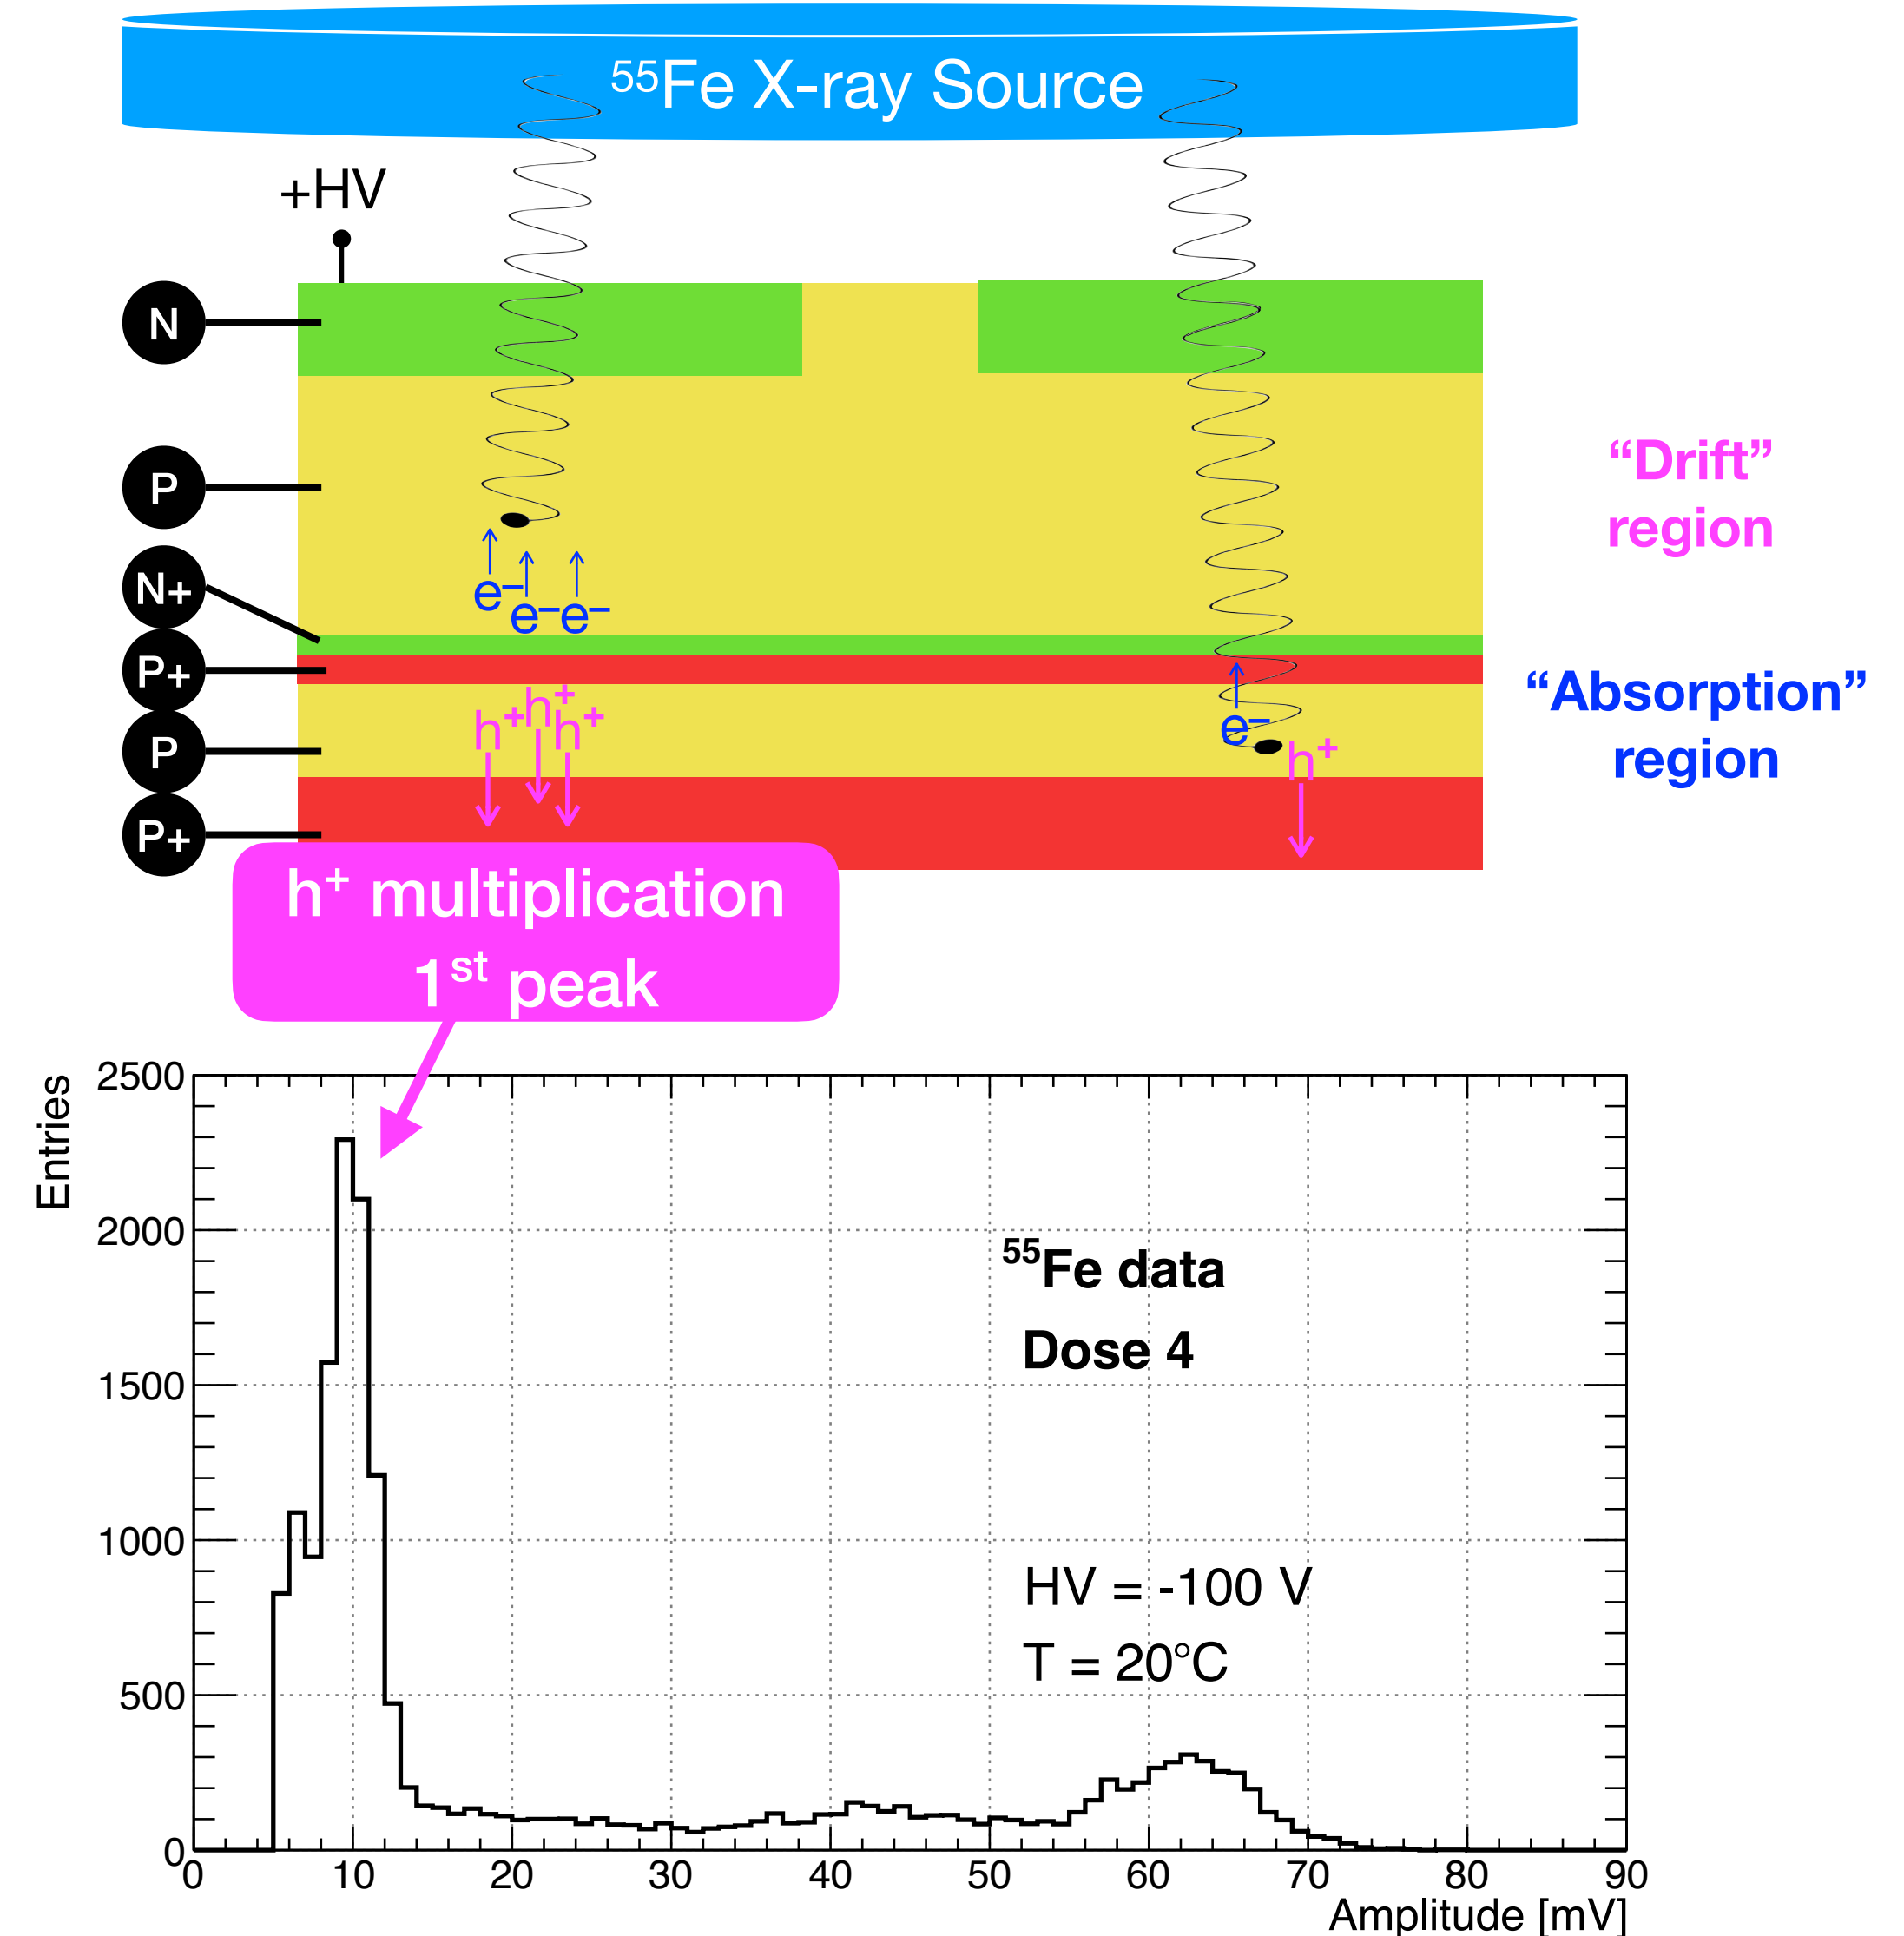 ⁵⁵Fe X-ray Source
+HV
N
P
N+
P+
P
P+
“Drift”
region
“Absorption”
region
e– e– e–
h+ h+ h+
e–
h+
h+ multiplication
1st peak
Entries
2500
2000
1500
1000
500
0
⁵⁵Fe data
Dose 4
HV = -100 V
T = 20°C
0 10 20 30 40 50 60 70 80 90
Amplitude [mV]